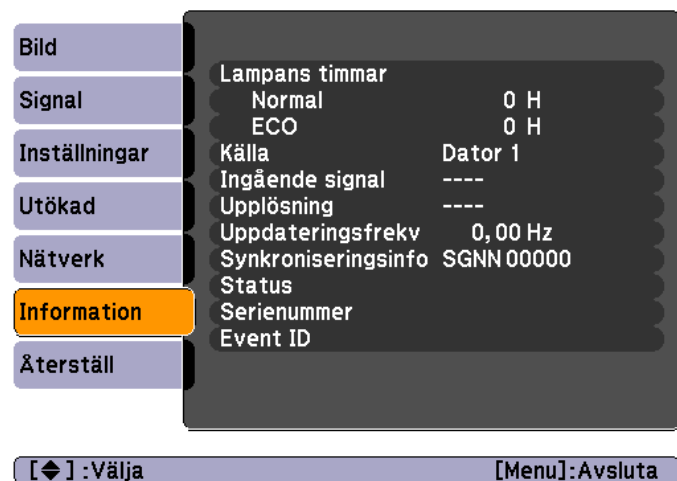 Bild
Signal
Inställningar
Utökad
Nätverk
Information
Återställ
Lampans timmar
Normal 0 H
ECO 0 H
Källa Dator 1
Ingående signal ----
Upplösning ----
Uppdateringsfrekv 0,00 Hz
Synkroniseringsinfo SGNN 00000
Status
Serienummer
Event ID
[◆] :Välja [Menu]:Avsluta